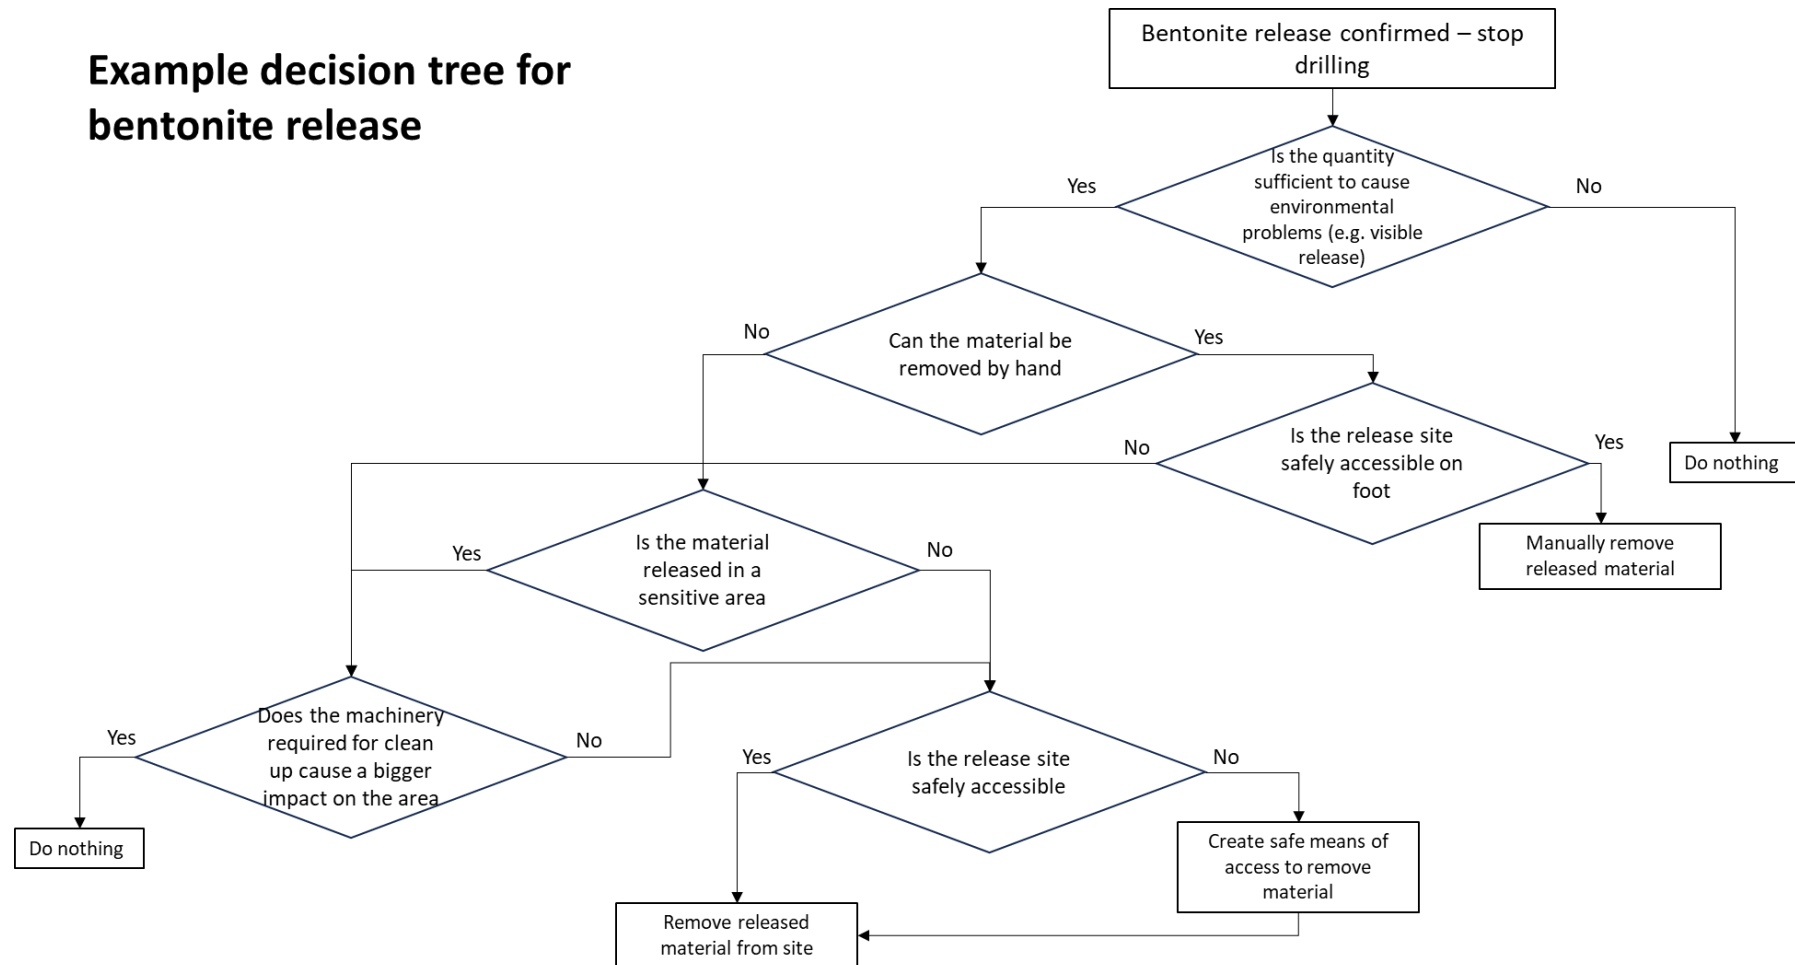 Example decision tree for
bentonite release
Bentonite release confirmed – stop
drilling
Is the quantity
sufficient to cause
environmental
problems (e.g. visible
release)
Yes
No
Can the material be
removed by hand
No
Yes
Is the release site
safely accessible on
foot
No
Yes
Do nothing
Manually remove
released material
Is the material
released in a
sensitive area
Yes
No
Does the machinery
required for clean
up cause a bigger
impact on the area
Yes
No
Do nothing
Is the release site
safely accessible
Yes
No
Create safe means of
access to remove
material
Remove released
material from site